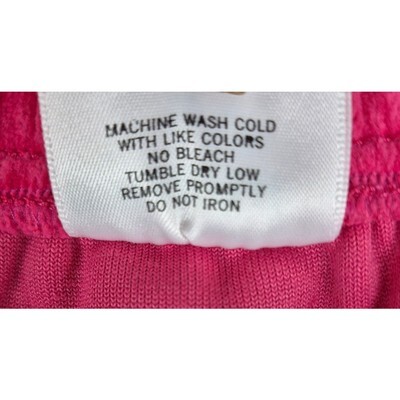 MACHINE WASH COLD
WITH LIKE COLORS
NO BLEACH
TUMBLE DRY LOW
REMOVE PROMPTLY
DO NOT IRON